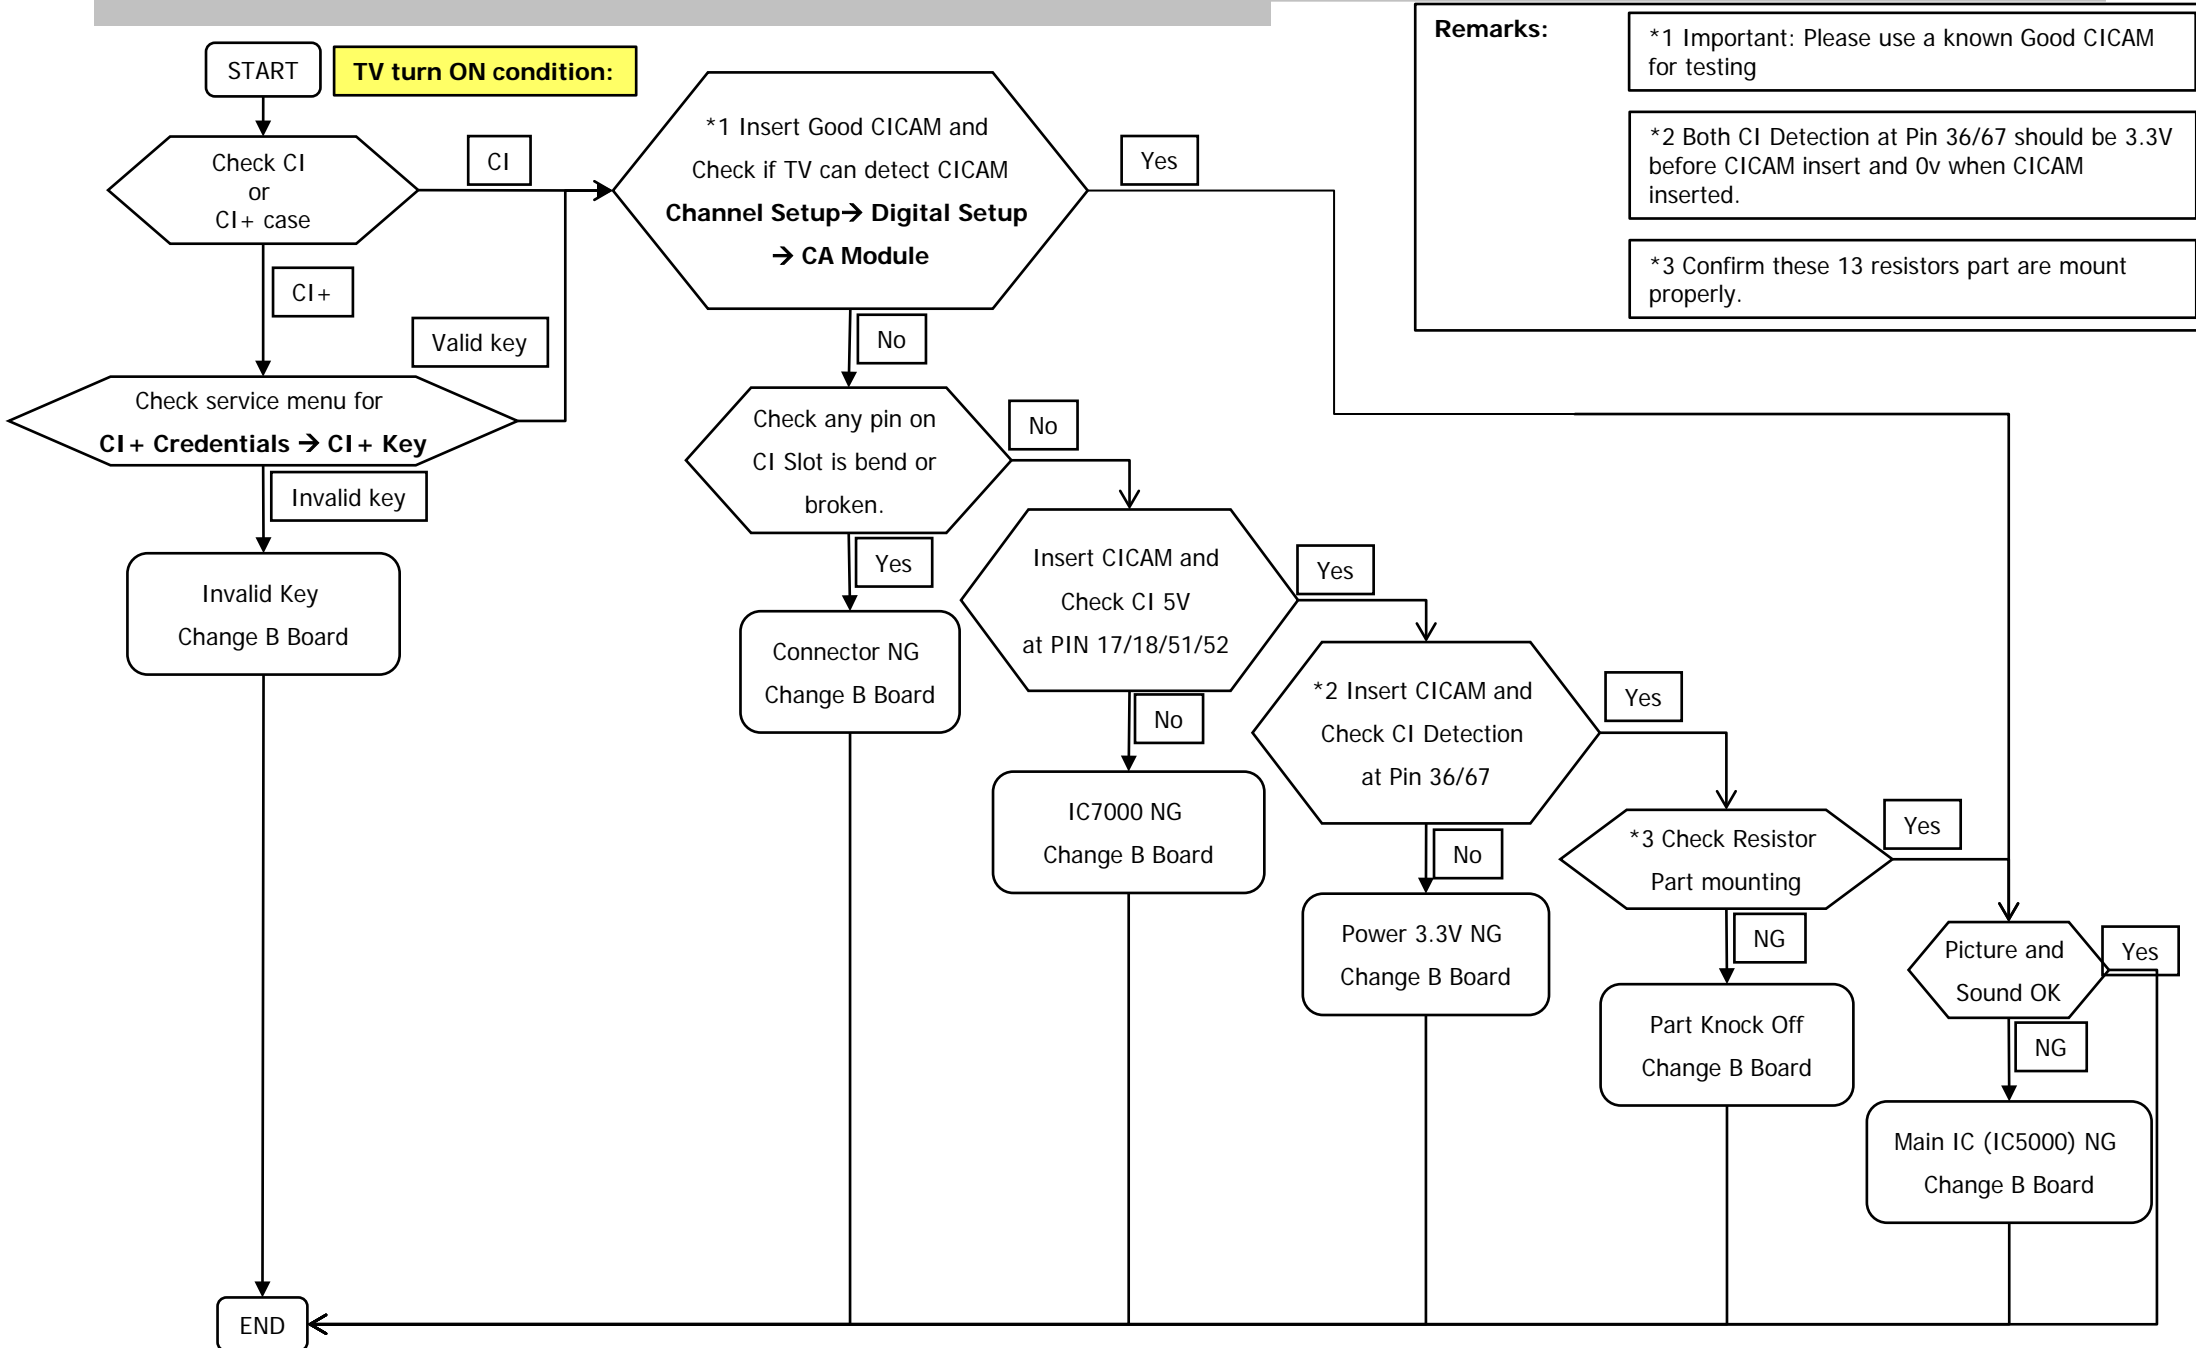 START
TV turn ON condition:
Check CI
or
CI+ case
CI
CI+
Valid key
Check service menu for
CI+ Credentials → CI+ Key
Invalid key
Invalid Key
Change B Board
*1 Insert Good CICAM and
Check if TV can detect CICAM
Channel Setup→ Digital Setup
→ CA Module
Yes
No
Check any pin on
CI Slot is bend or
broken.
No
Yes
Connector NG
Change B Board
Insert CICAM and
Check CI 5V
at PIN 17/18/51/52
Yes
No
IC7000 NG
Change B Board
*2 Insert CICAM and
Check CI Detection
at Pin 36/67
Yes
No
Power 3.3V NG
Change B Board
*3 Check Resistor
Part mounting
Yes
NG
Part Knock Off
Change B Board
Picture and
Sound OK
Yes
NG
Main IC (IC5000) NG
Change B Board
END
Remarks:
*1 Important: Please use a known Good CICAM
for testing
*2 Both CI Detection at Pin 36/67 should be 3.3V
before CICAM insert and 0v when CICAM
inserted.
*3 Confirm these 13 resistors part are mount
properly.